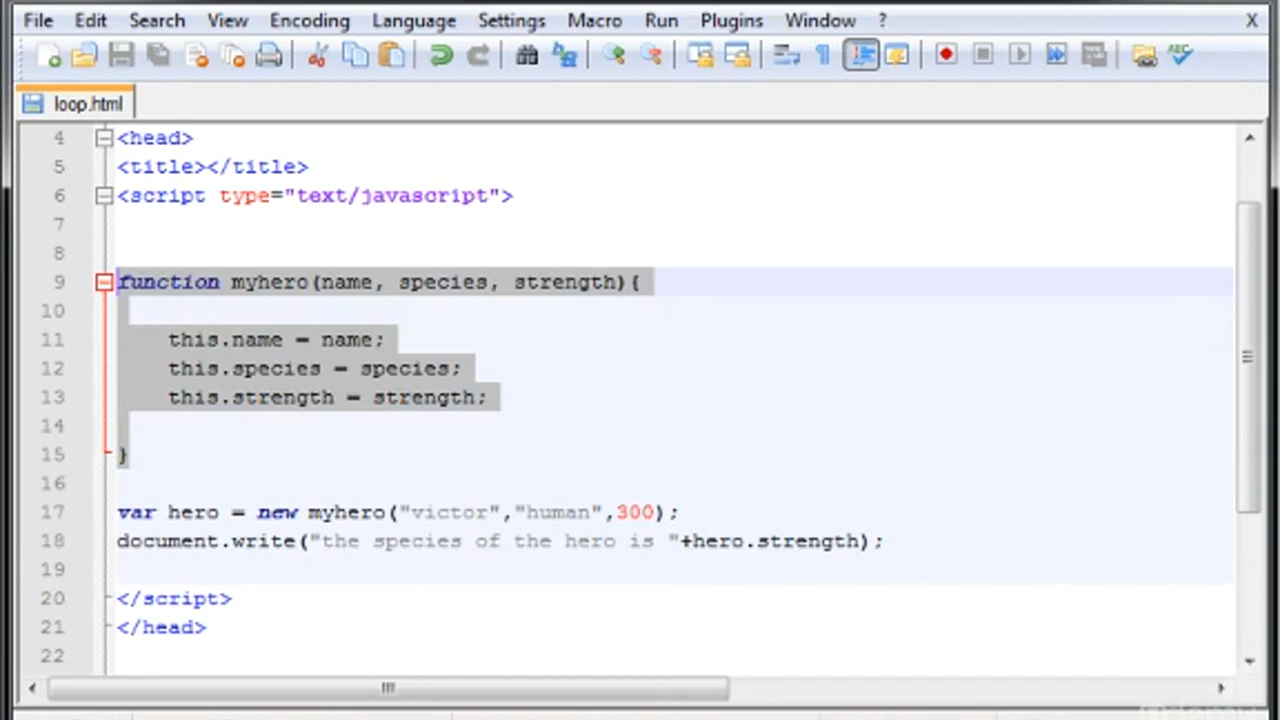 File Edit Search View Encoding Language Settings Macro Run Plugins Window ? X
loop.html
4 <head>
5 <title></title>
6 <script type="text/javascript">
7
8
9 function myhero(name, species, strength){
10
11 this.name = name;
12 this.species = species;
13 this.strength = strength;
14
15 }
16
17 var hero = new myhero("victor","human",300);
18 document.write("the species of the hero is "+hero.strength);
19
20 </script>
21 </head>
22